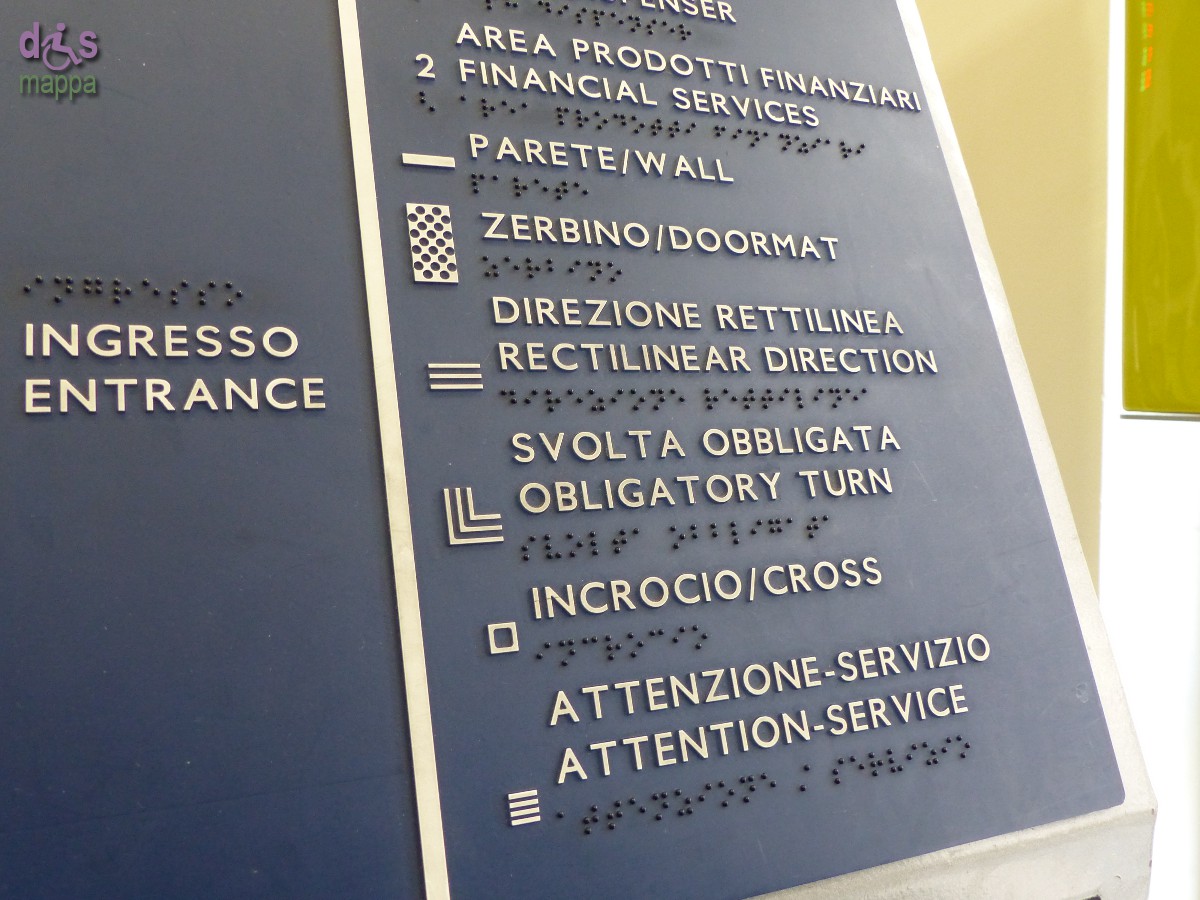 dis
mappa
AREA PRODOTTI FINANZIARI
2 FINANCIAL SERVICES
PARETE/WALL
ZERBINO/DOORMAT
DIREZIONE RETTILINEA
RECTILINEAR DIRECTION
SVOLTA OBBLIGATA
OBLIGATORY TURN
INCROCIO/CROSS
ATTENZIONE-SERVIZIO
ATTENTION-SERVICE
INGRESSO
ENTRANCE